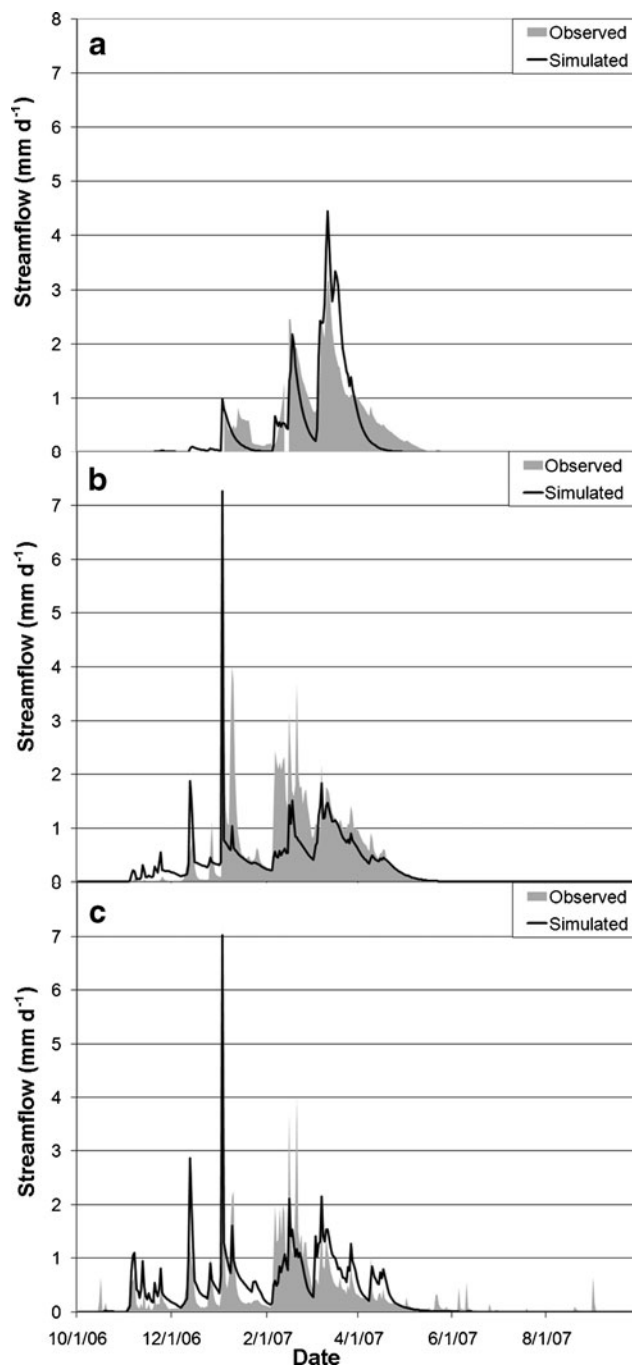 a
Observed
Simulated
Streamflow (mm d⁻¹)
8
7
6
5
4
3
2
1
0
b
Observed
Simulated
Streamflow (mm d⁻¹)
7
6
5
4
3
2
1
0
c
Observed
Simulated
Streamflow (mm d⁻¹)
7
6
5
4
3
2
1
0
10/1/06 12/1/06 2/1/07 4/1/07 6/1/07 8/1/07
Date